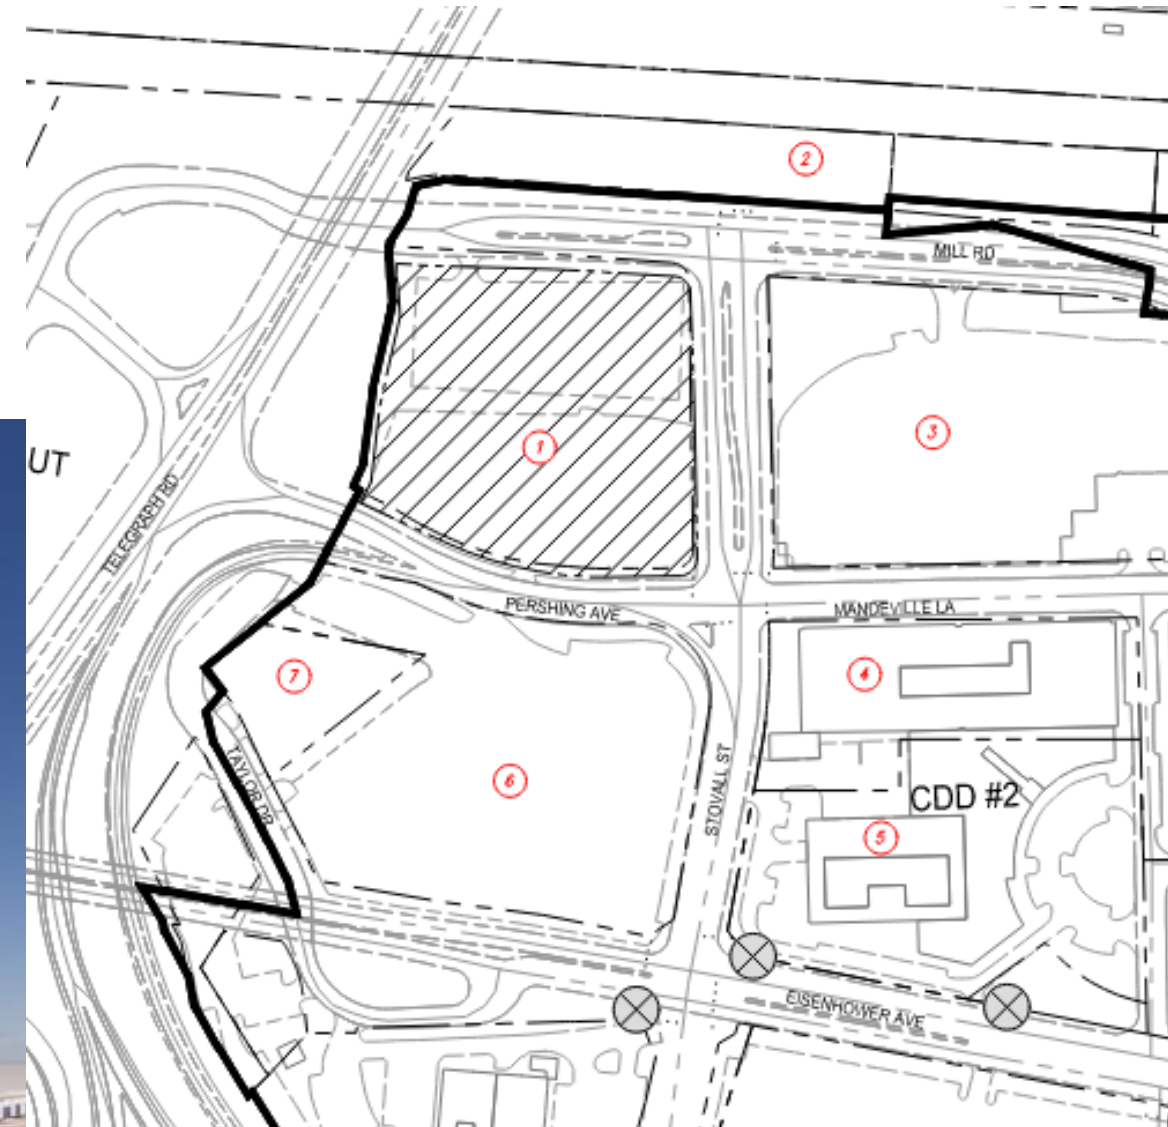 2
MILL RD
1
3
UT
TELEGRAPH RD
PERSHING AVE
MANDEVILLE LA
7
4
TAYLOR DR
6
STOVALL ST
CDD #2
5
EISENHOWER AVE